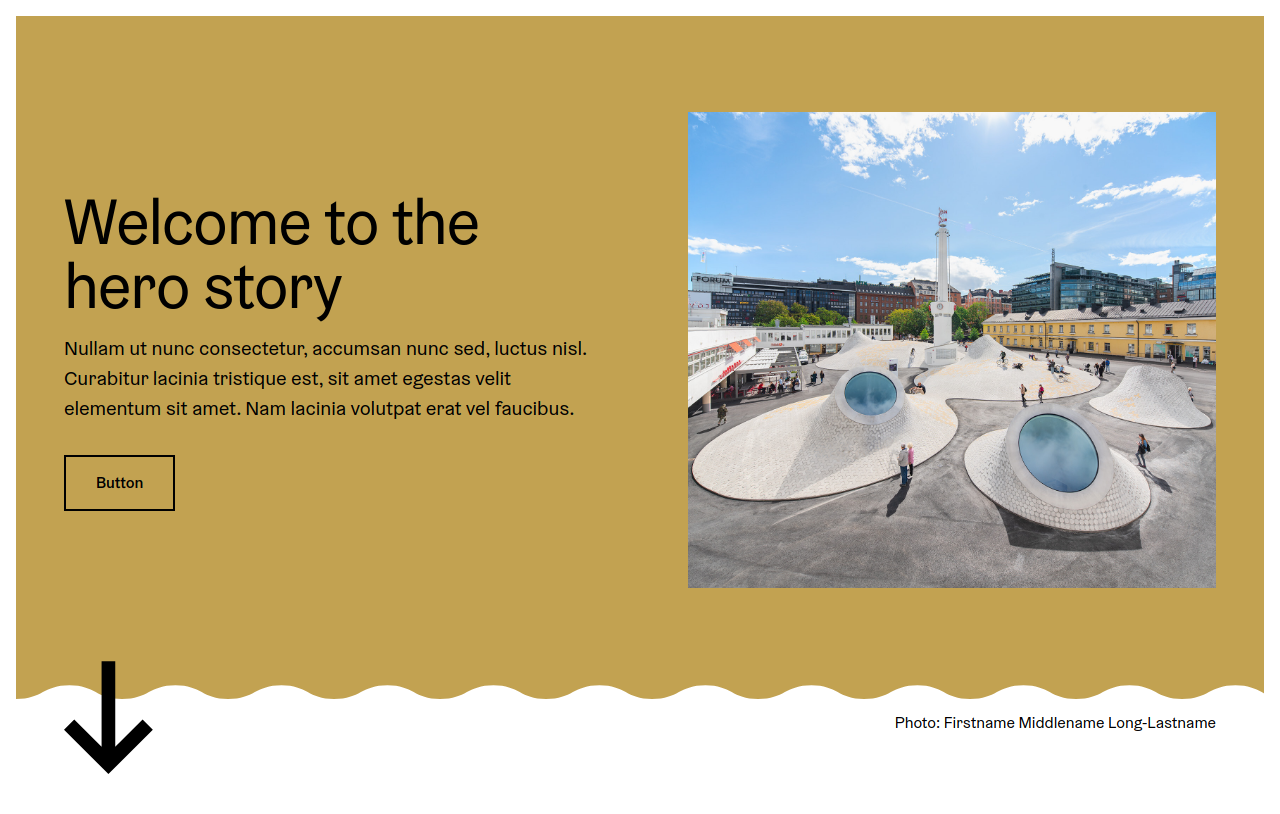 Welcome to the
hero story
Nullam ut nunc consectetur, accumsan nunc sed, luctus nisl.
Curabitur lacinia tristique est, sit amet egestas velit
elementum sit amet. Nam lacinia volutpat erat vel faucibus.
Button
FORUM
Photo: Firstname Middlename Long-Lastname